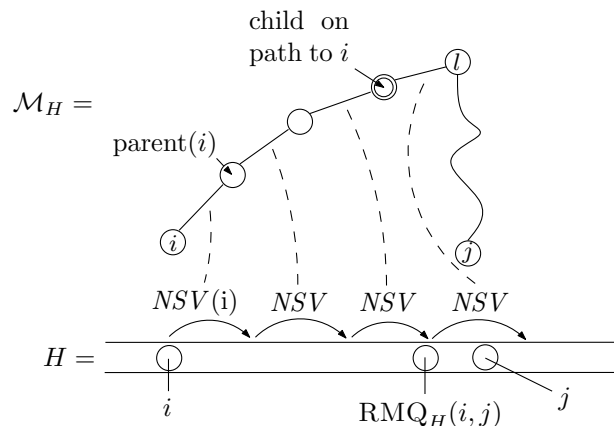 child on
path to i
l
M_H =
parent(i)
i
j
NSV(i) NSV NSV NSV
H =
i
RMQ_H(i, j)
j